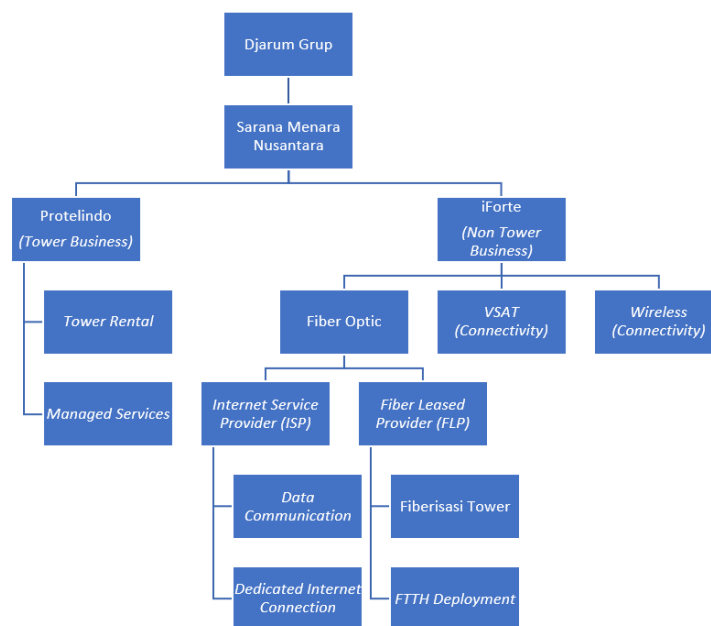 Djarum Grup
Sarana Menara
Nusantara
Protelindo
(Tower Business)
iForte
(Non Tower
Business)
Tower Rental
Managed Services
Fiber Optic
VSAT
(Connectivity)
Wireless
(Connectivity)
Internet Service
Provider (ISP)
Fiber Leased
Provider (FLP)
Data
Communication
Dedicated Internet
Connection
Fiberisasi Tower
FTTH Deployment